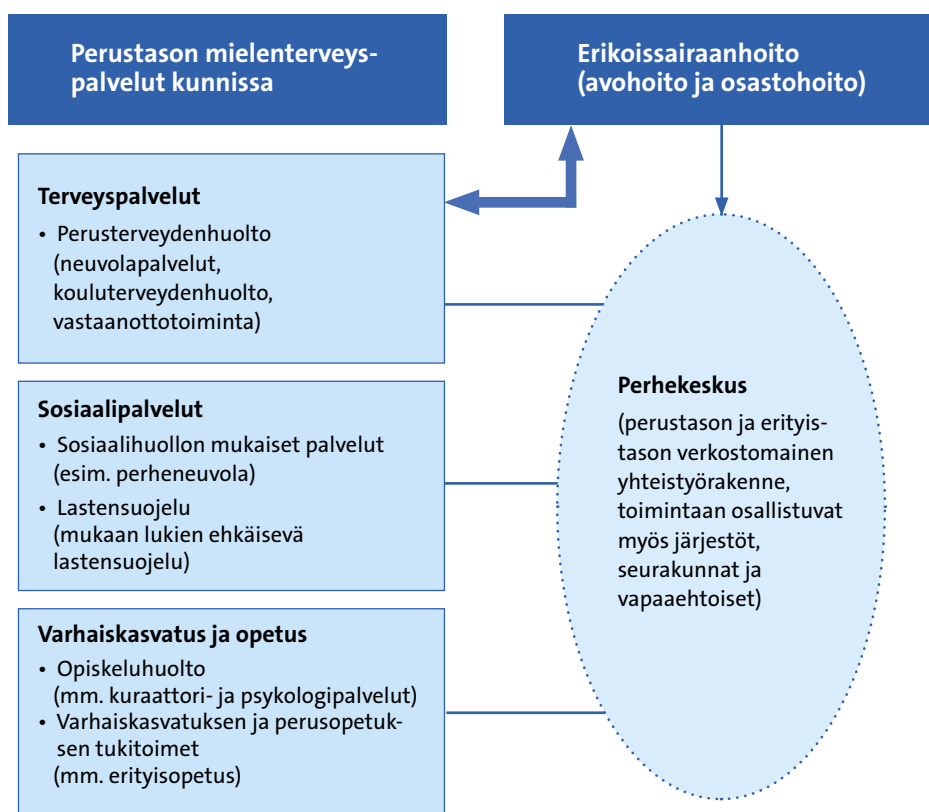 Perustason mielenterveys-
palvelut kunnissa
Erikoissairaanhoito
(avohoito ja osastohoito)
Terveyspalvelut
• Perusterveydenhuolto
(neuvolapalvelut,
kouluterveydenhuolto,
vastaanottotoiminta)
Sosiaalipalvelut
• Sosiaalihuollon mukaiset palvelut
(esim. perheneuvola)
• Lastensuojelu
(mukaan lukien ehkäisevä
lastensuojelu)
Varhaiskasvatus ja opetus
• Opiskeluhuolto
(mm. kuraattori- ja psykologipalvelut)
• Varhaiskasvatuksen ja perusopetuk-
sen tukitoimet
(mm. erityisopetus)
Perhekeskus
(perustason ja erityis-
tason verkostomainen
yhteistyörakenne,
toimintaan osallistuvat
myös järjestöt,
seurakunnat ja
vapaaehtoiset)